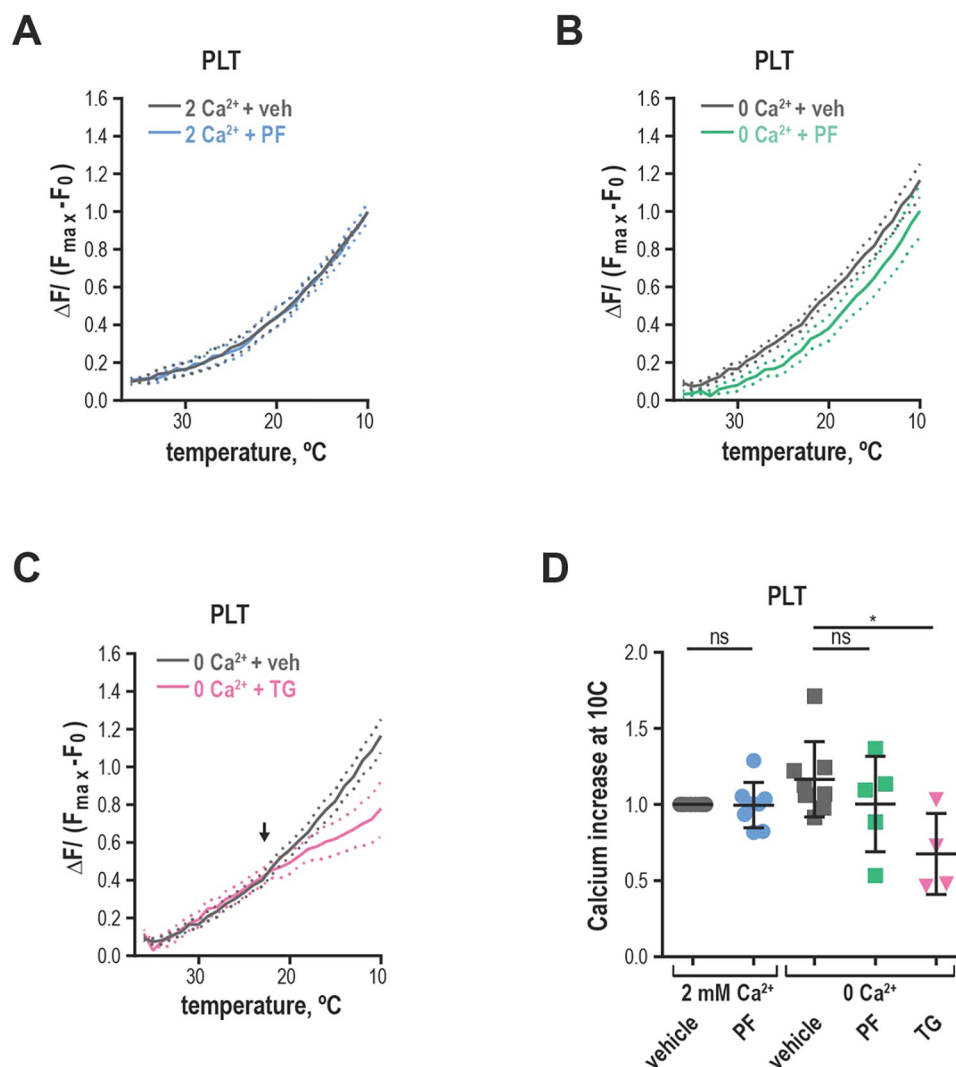 A
PLT
2 Ca²⁺ + veh
2 Ca²⁺ + PF
1.6
1.4
1.2
1.0
0.8
0.6
0.4
0.2
0.0
ΔF/ (Fmax-F0)
30 20 10
temperature, ºC
B
PLT
0 Ca²⁺ + veh
0 Ca²⁺ + PF
1.6
1.4
1.2
1.0
0.8
0.6
0.4
0.2
0.0
ΔF/ (Fmax-F0)
30 20 10
temperature, ºC
C
PLT
0 Ca²⁺ + veh
0 Ca²⁺ + TG
1.6
1.4
1.2
1.0
0.8
0.6
0.4
0.2
0.0
ΔF/ (Fmax-F0)
30 20 10
temperature, ºC
D
PLT
*
ns ns
2.0
1.5
1.0
0.5
0.0
Calcium increase at 10C
2 mM Ca²⁺ 0 Ca²⁺
vehicle PF vehicle PF TG